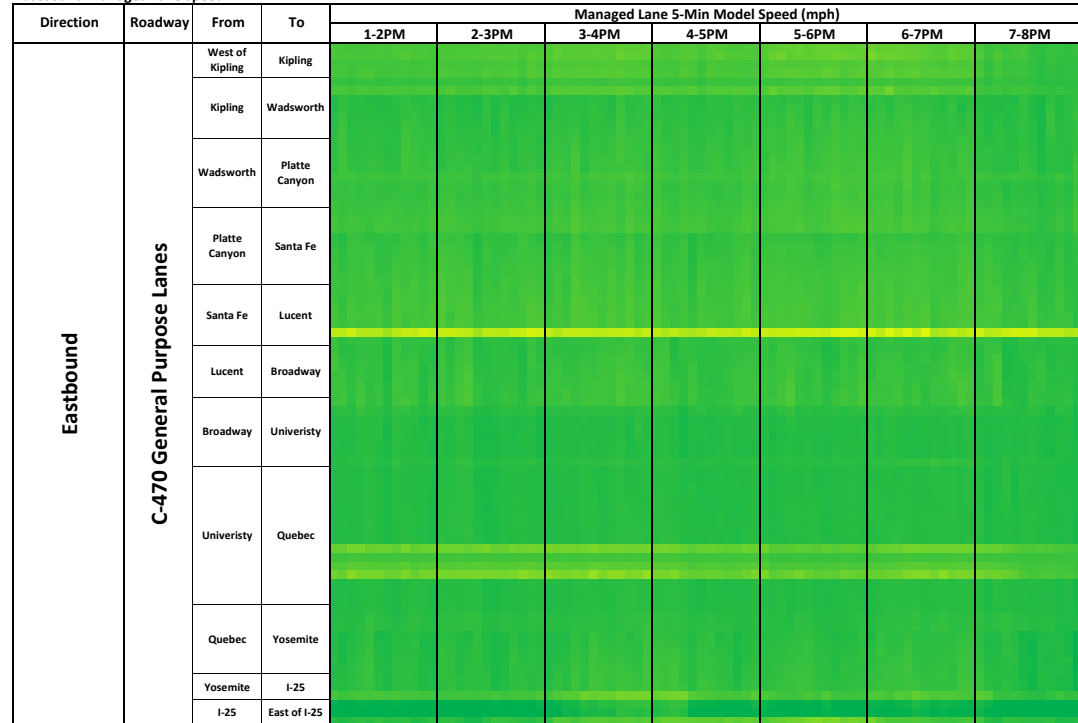 Direction Roadway From To Managed Lane 5-Min Model Speed (mph)
1-2PM 2-3PM 3-4PM 4-5PM 5-6PM 6-7PM 7-8PM
Eastbound
C-470 General Purpose Lanes
West of
Kipling
Kipling
Kipling Wadsworth
Wadsworth
Platte
Canyon
Platte
Canyon
Santa Fe
Santa Fe Lucent
Lucent Broadway
Broadway Univeristy
Univeristy Quebec
Quebec Yosemite
Yosemite I-25
I-25 East of I-25